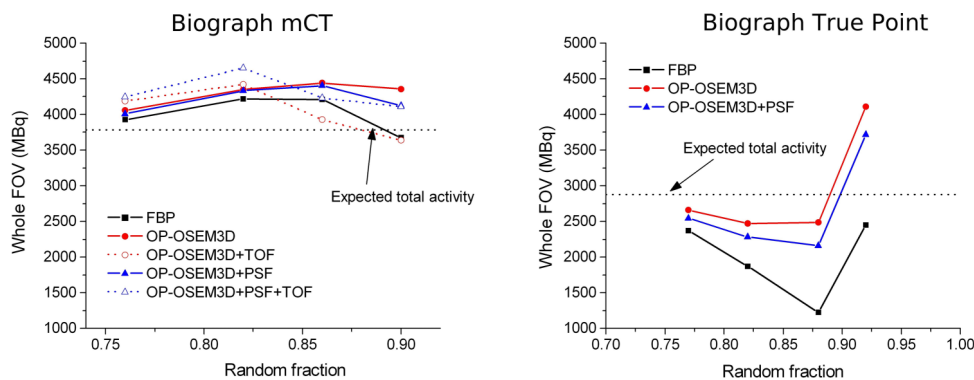 Biograph mCT
5000
4500
4000
3500
3000
2500
2000
1500
1000
Whole FOV (MBq)
Expected total activity
FBP
OP-OSEM3D
OP-OSEM3D+TOF
OP-OSEM3D+PSF
OP-OSEM3D+PSF+TOF
0.75
0.80
0.85
0.90
Random fraction
Biograph True Point
5000
4500
4000
3500
3000
2500
2000
1500
1000
Whole FOV (MBq)
FBP
OP-OSEM3D
OP-OSEM3D+PSF
Expected total activity
0.70
0.75
0.80
0.85
0.90
0.95
1.00
Random fraction